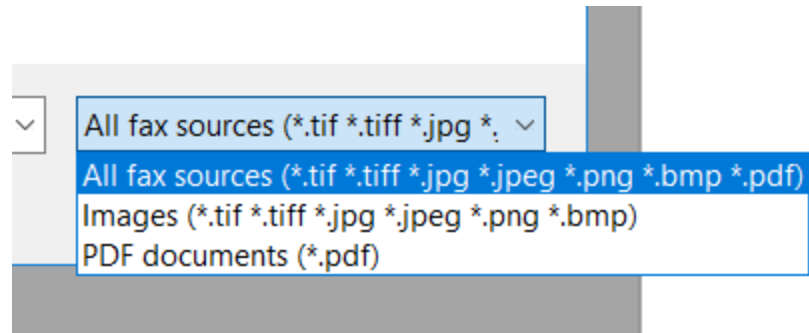 All fax sources (*.tif *.tiff *.jpg *.
All fax sources (*.tif *.tiff *.jpg *.jpeg *.png *.bmp *.pdf)
Images (*.tif *.tiff *.jpg *.jpeg *.png *.bmp)
PDF documents (*.pdf)